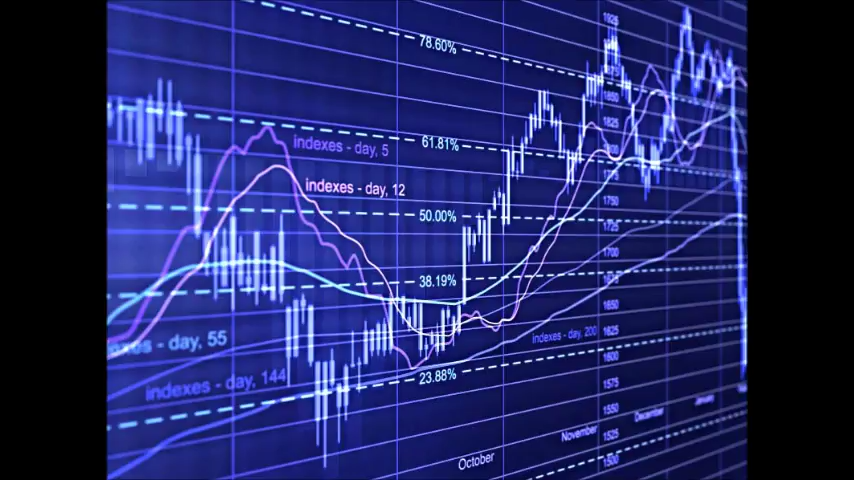 78.60%
indexes - day, 5
61.81%
indexes - day, 12
50.00%
38.19%
indexes - day, 200
indexes - day, 55
indexes - day, 144
23.88%
1925
1850
1825
1800
1750
1725
1700
1650
1625
1600
1575
1550
1525
1500
October
November
December
January